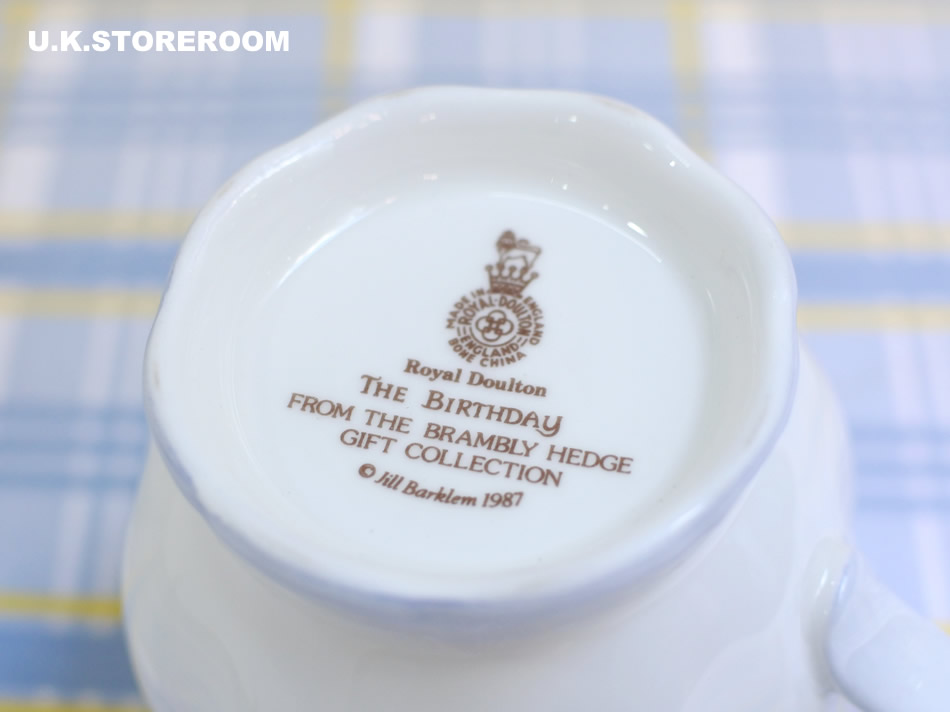 U.K.STOREROOM
MADE IN ENGLAND
ROYAL·DOULTON
ENGLAND
BONE CHINA
Royal Doulton
THE BIRTHDAY
FROM THE BRAMBLY HEDGE
GIFT COLLECTION
© Jill Barklem 1987